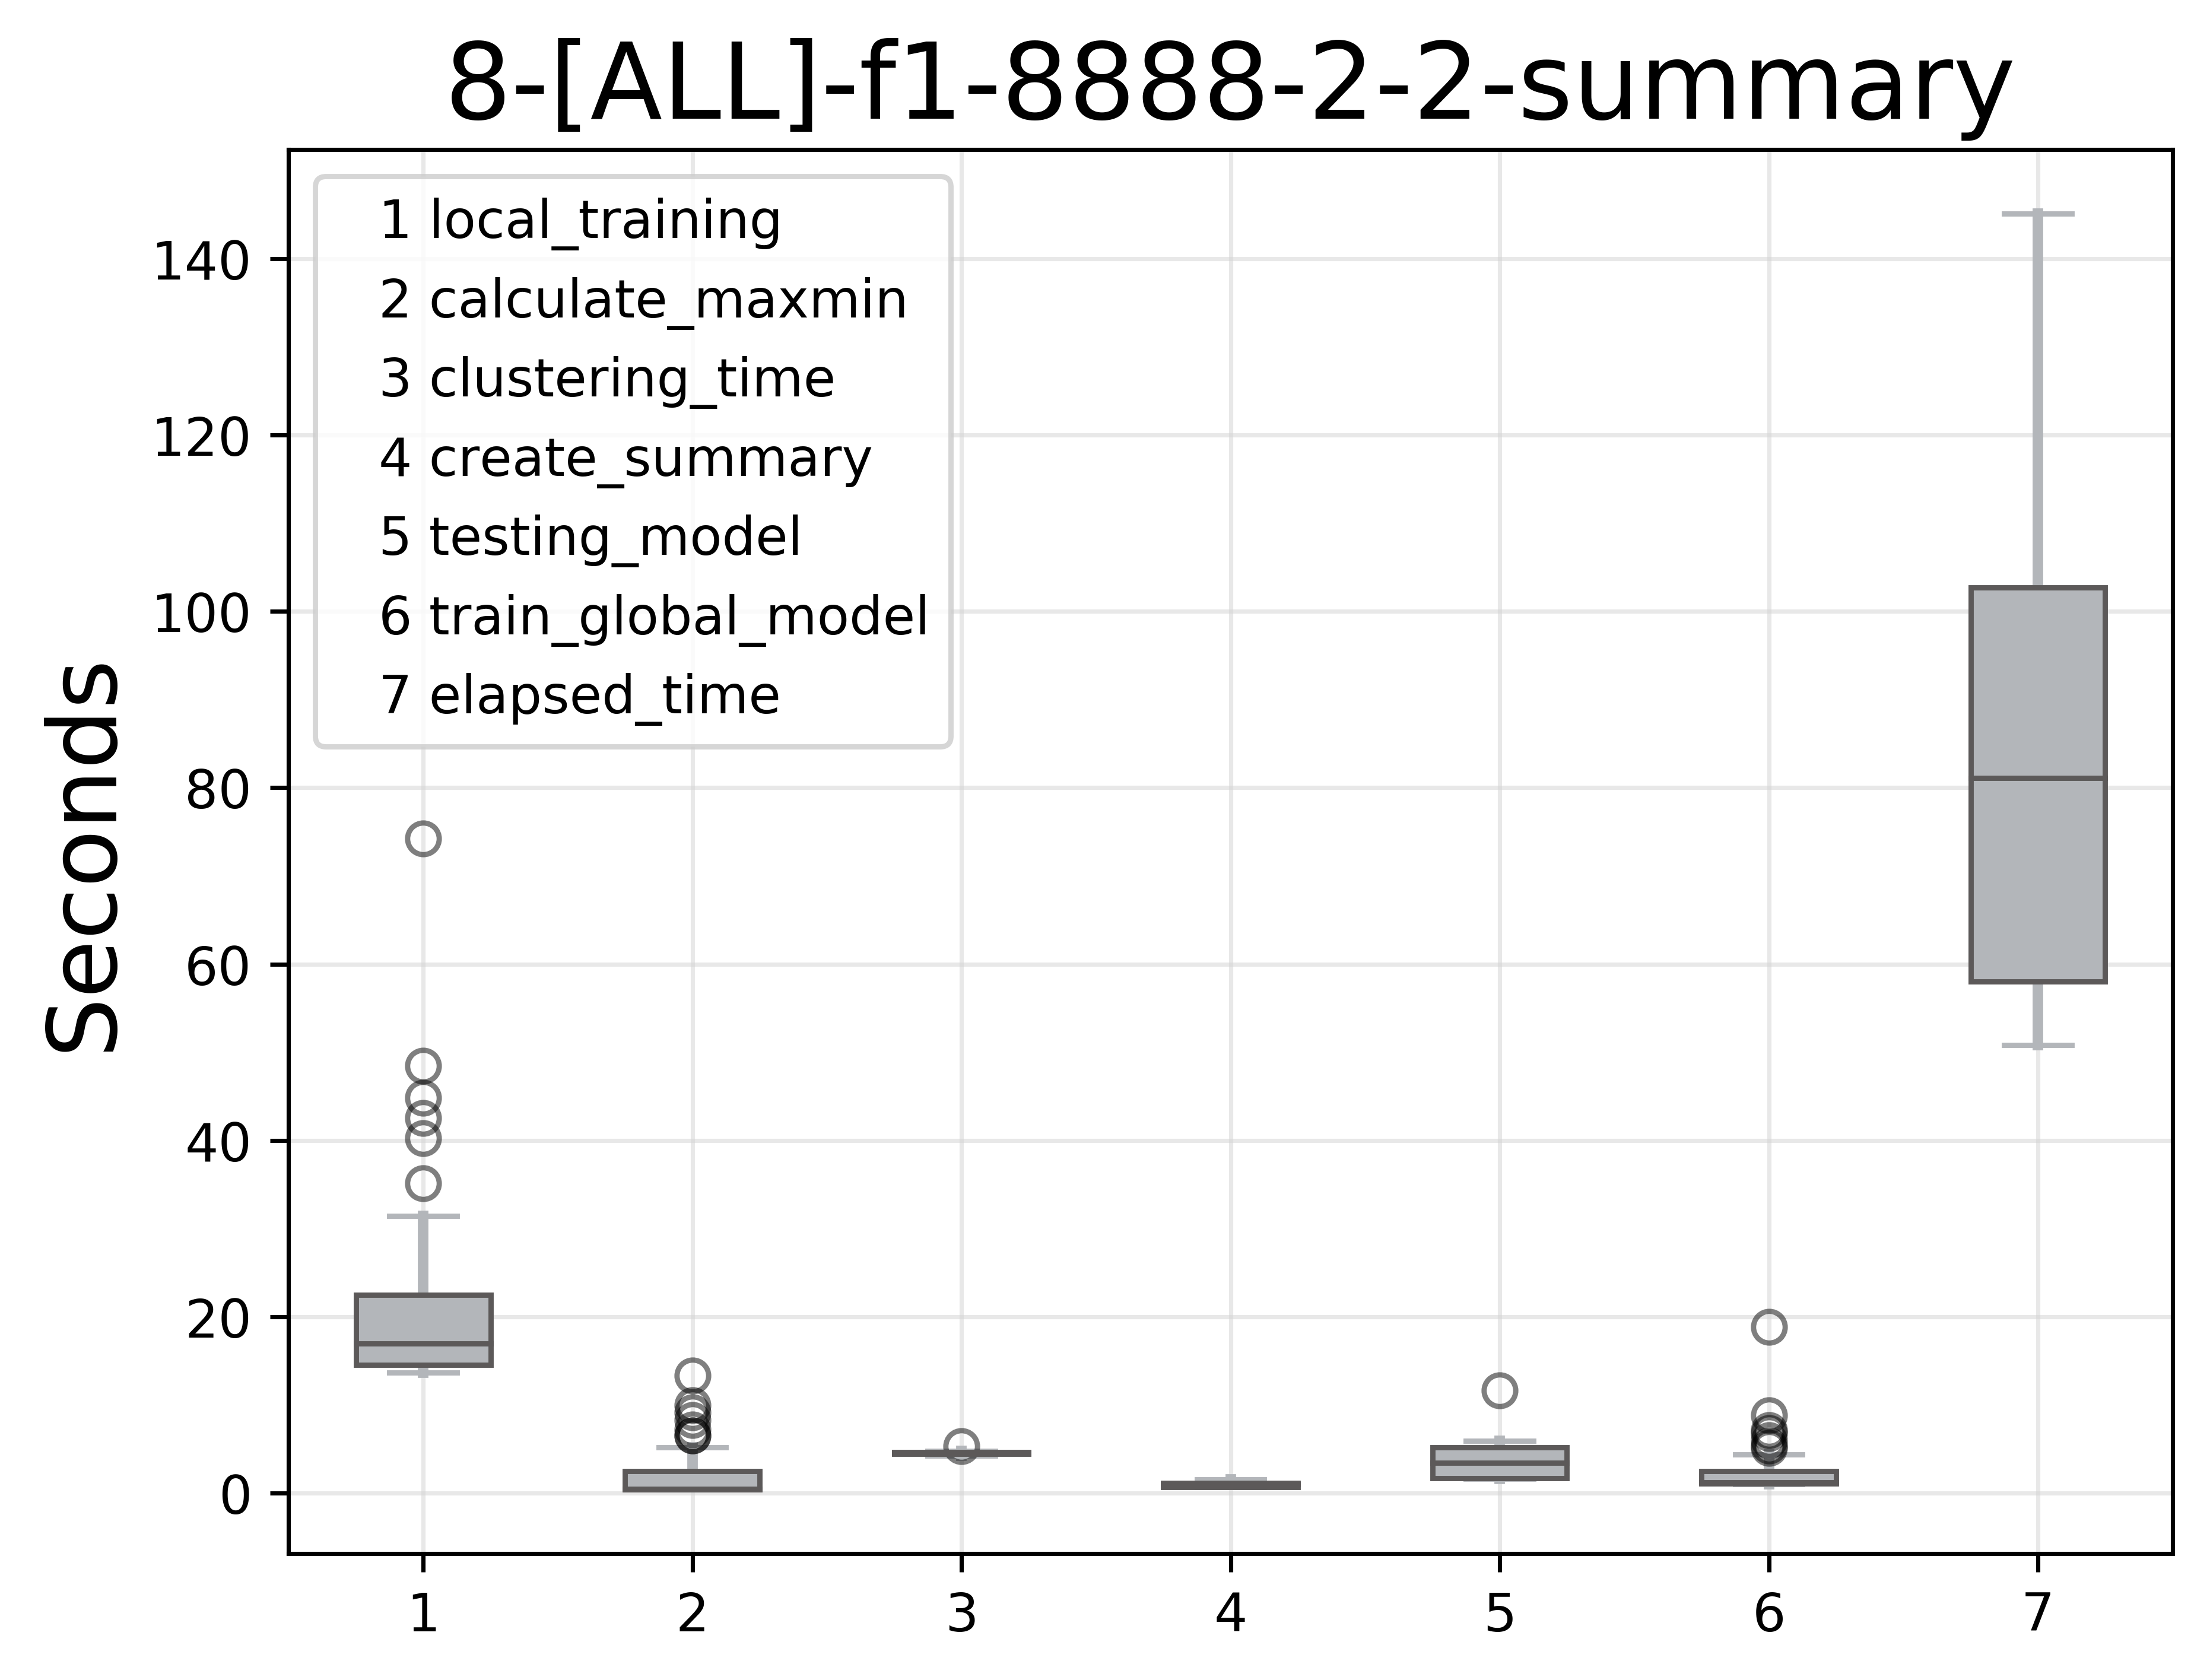 8-[ALL]-f1-8888-2-2-summary
1 local_training
2 calculate_maxmin
3 clustering_time
4 create_summary
5 testing_model
6 train_global_model
7 elapsed_time
Seconds
140
120
100
80
60
40
20
0
1 2 3 4 5 6 7